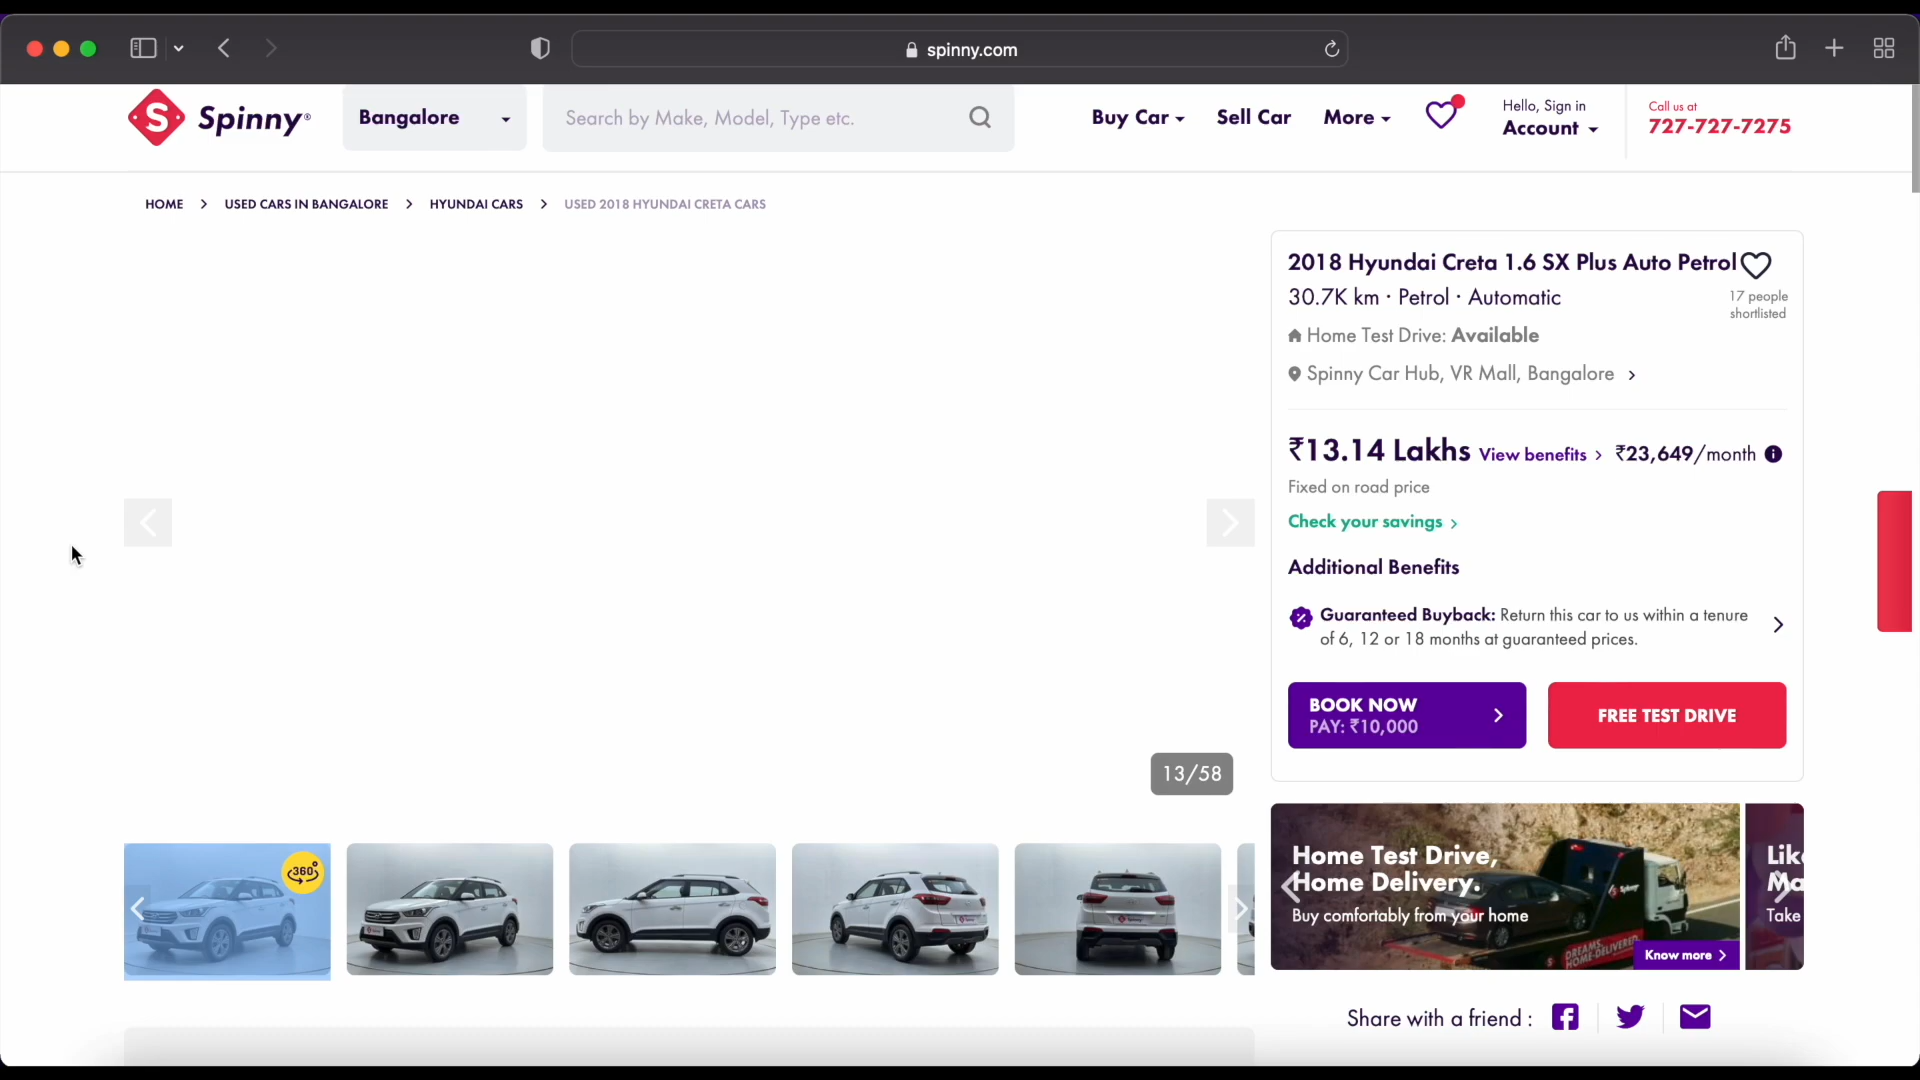 spinny.com
Spinny®
Bangalore
Search by Make, Model, Type etc.
Buy Car
Sell Car
More
Hello, Sign in
Account
Call us at
727-727-7275
HOME > USED CARS IN BANGALORE > HYUNDAI CARS > USED 2018 HYUNDAI CRETA CARS
2018 Hyundai Creta 1.6 SX Plus Auto Petrol
30.7K km · Petrol · Automatic
17 people
shortlisted
Home Test Drive: Available
Spinny Car Hub, VR Mall, Bangalore >
₹13.14 Lakhs View benefits > ₹23,649/month
Fixed on road price
Check your savings >
Additional Benefits
Guaranteed Buyback: Return this car to us within a tenure
of 6, 12 or 18 months at guaranteed prices.
BOOK NOW
PAY: ₹10,000
FREE TEST DRIVE
13/58
360°
Home Test Drive,
Home Delivery.
Buy comfortably from your home
DREAMS
HOME-DELIVERED
Know more >
Take
Share with a friend :